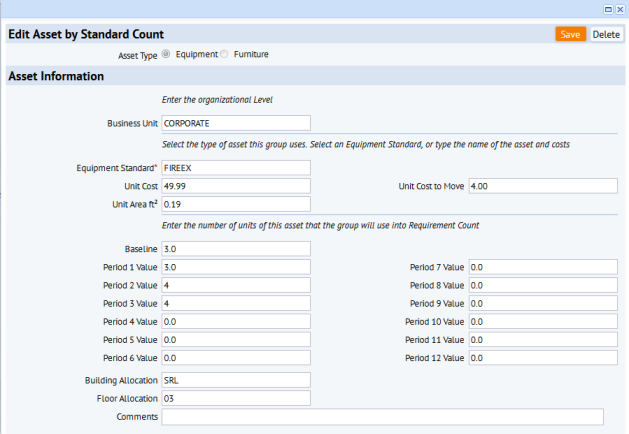 Edit Asset by Standard Count Save Delete
Asset Type Equipment Furniture
Asset Information
Enter the organizational Level
Business Unit CORPORATE
Select the type of asset this group uses. Select an Equipment Standard, or type the name of the asset and costs
Equipment Standard* FIREEX
Unit Cost 49.99 Unit Cost to Move 4.00
Unit Area ft² 0.19
Enter the number of units of this asset that the group will use into Requirement Count
Baseline 3.0
Period 1 Value 3.0 Period 7 Value 0.0
Period 2 Value 4 Period 8 Value 0.0
Period 3 Value 4 Period 9 Value 0.0
Period 4 Value 0.0 Period 10 Value 0.0
Period 5 Value 0.0 Period 11 Value 0.0
Period 6 Value 0.0 Period 12 Value 0.0
Building Allocation SRL
Floor Allocation 03
Comments